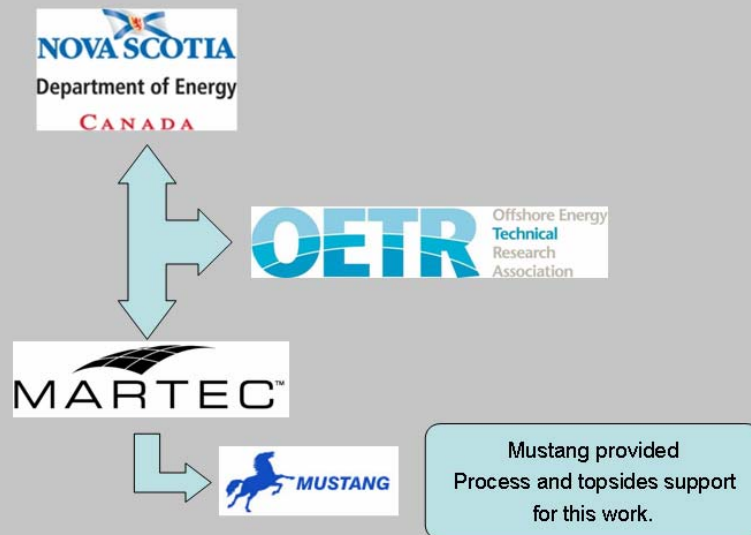 NOVA SCOTIA
Department of Energy
CANADA
OETR
Offshore Energy
Technical
Research
Association
MARTEC™
MUSTANG
Mustang provided
Process and topsides support
for this work.